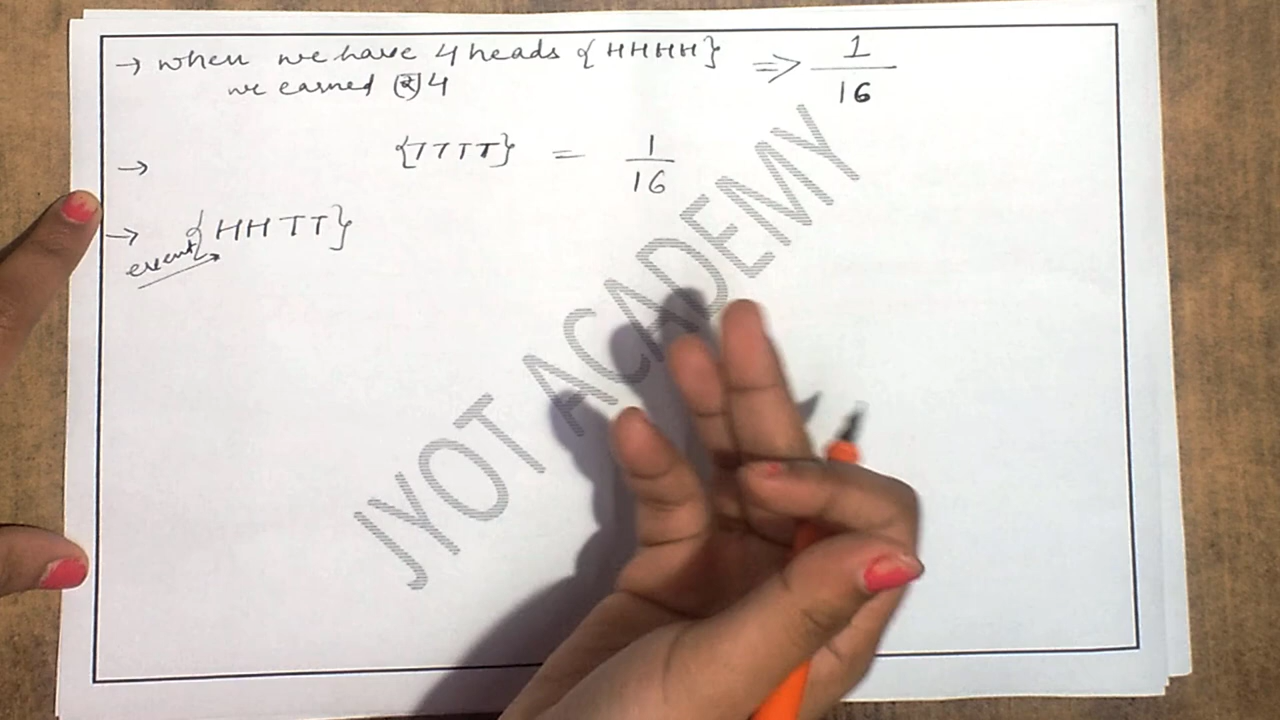 → when we have 4 heads {HHHH} ⇒ 1/16
we earned (₹) 4
→ {TTTT} = 1/16
→ {HHTT}
event
JYOT ACADEMY